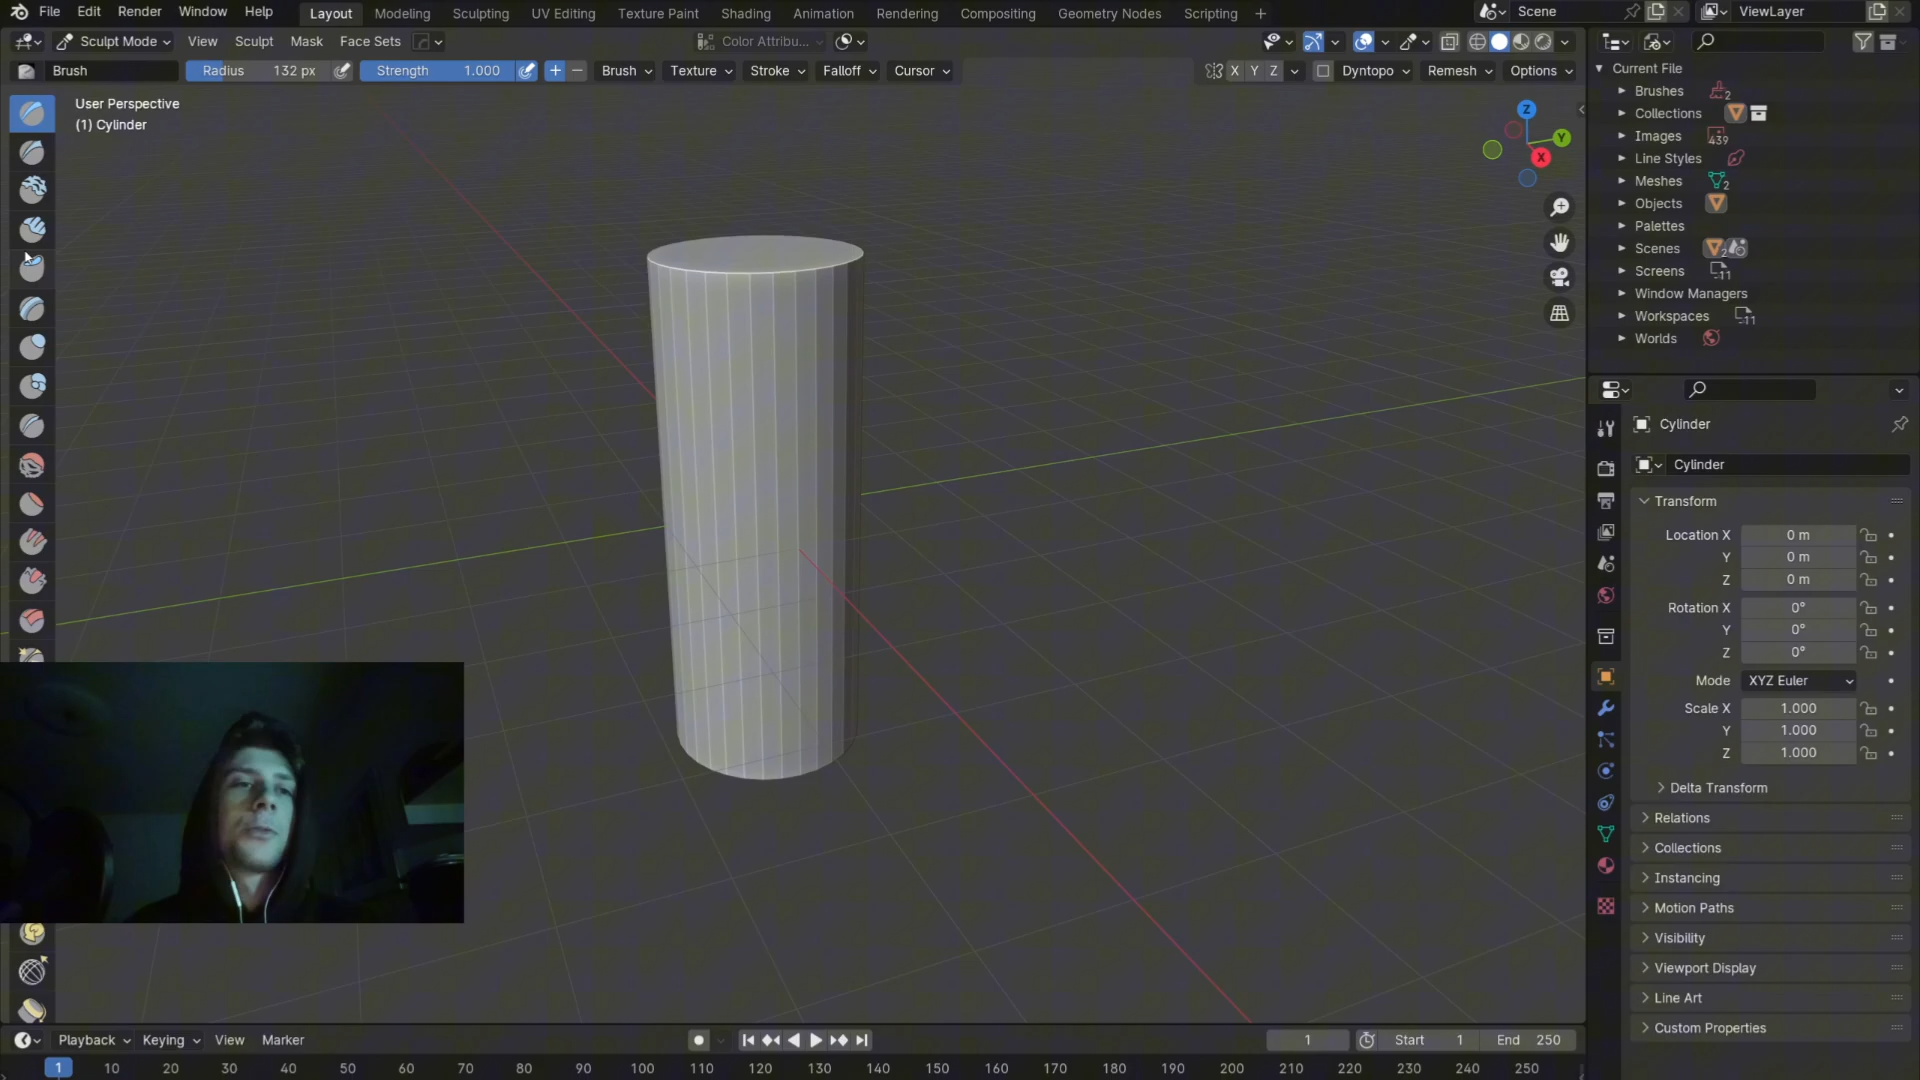 File Edit Render Window Help Layout Modeling Sculpting UV Editing Texture Paint Shading Animation Rendering Compositing Geometry Nodes Scripting + Scene ViewLayer
Sculpt Mode View Sculpt Mask Face Sets Color Attribu...
Brush Radius 132 px Strength 1.000 + − Brush Texture Stroke Falloff Cursor X Y Z Dyntopo Remesh Options
User Perspective
(1) Cylinder
Z
Y
X
Current File
Brushes 2
Collections
Images 439
Line Styles
Meshes 2
Objects
Palettes
Scenes 2
Screens 11
Window Managers
Workspaces 11
Worlds
Cylinder
Cylinder
Transform
Location X 0 m
Y 0 m
Z 0 m
Rotation X 0°
Y 0°
Z 0°
Mode XYZ Euler
Scale X 1.000
Y 1.000
Z 1.000
Delta Transform
Relations
Collections
Instancing
Motion Paths
Visibility
Viewport Display
Line Art
Custom Properties
Playback Keying View Marker 1 Start 1 End 250
1 10 20 30 40 50 60 70 80 90 100 110 120 130 140 150 160 170 180 190 200 210 220 230 240 250